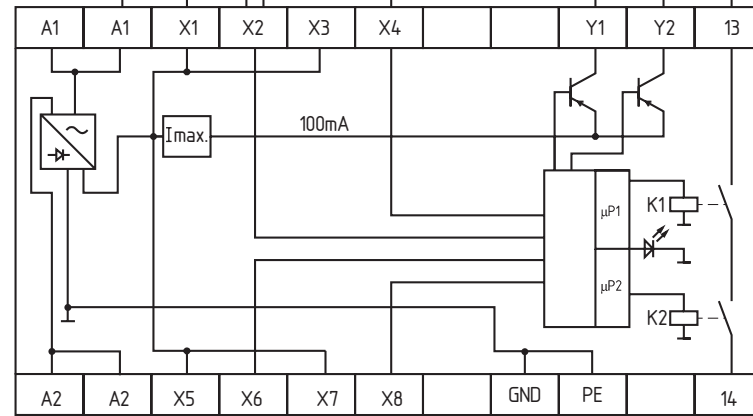 A1 A1 X1 X2 X3 X4 Y1 Y2 13
Imax. 100mA
µP1 K1
µP2
K2
A2 A2 X5 X6 X7 X8 GND PE 14